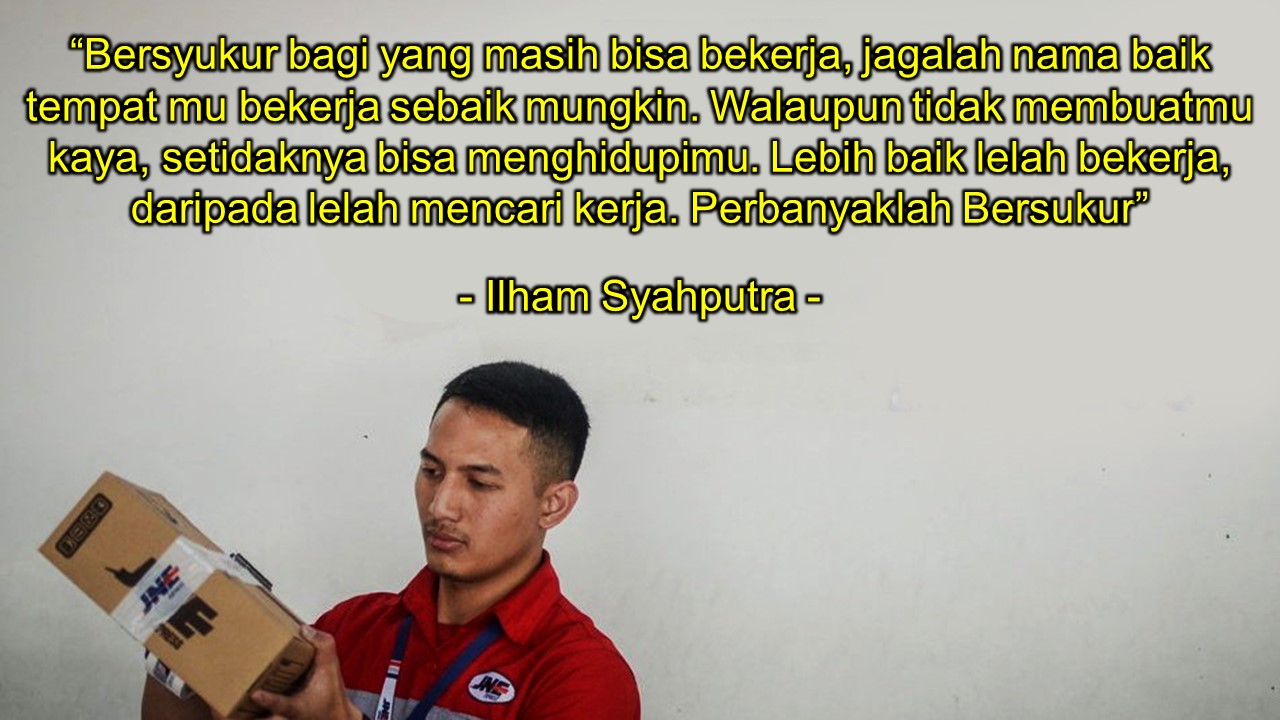 “Bersyukur bagi yang masih bisa bekerja, jagalah nama baik
tempat mu bekerja sebaik mungkin. Walaupun tidak membuatmu
kaya, setidaknya bisa menghidupimu. Lebih baik lelah bekerja,
daripada lelah mencari kerja. Perbanyaklah Bersukur”
- Ilham Syahputra -
JNE
JNE
JNE